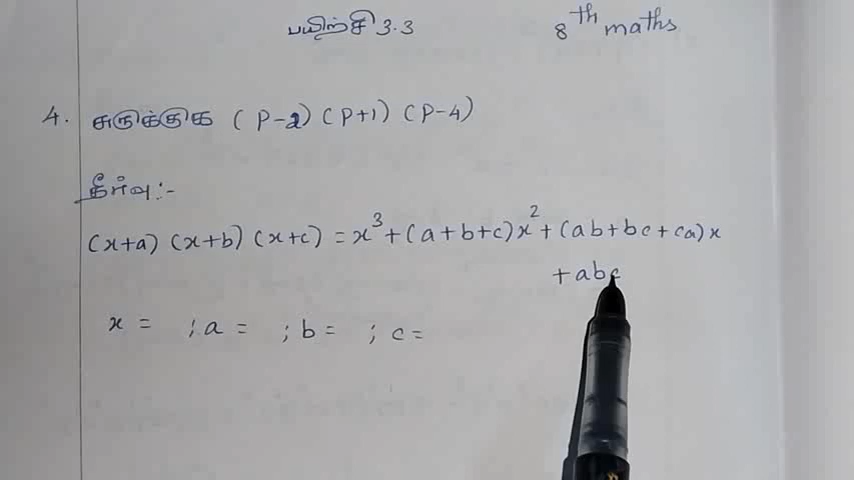 பயிற்சி 3.3 8th maths
4. சுருக்குக (P-2) (P+1) (P-4)
தீர்வு:-
(x+a) (x+b) (x+c) = x³ + (a+b+c)x² + (ab+bc+ca)x
+abc
x = ; a = ; b = ; c =